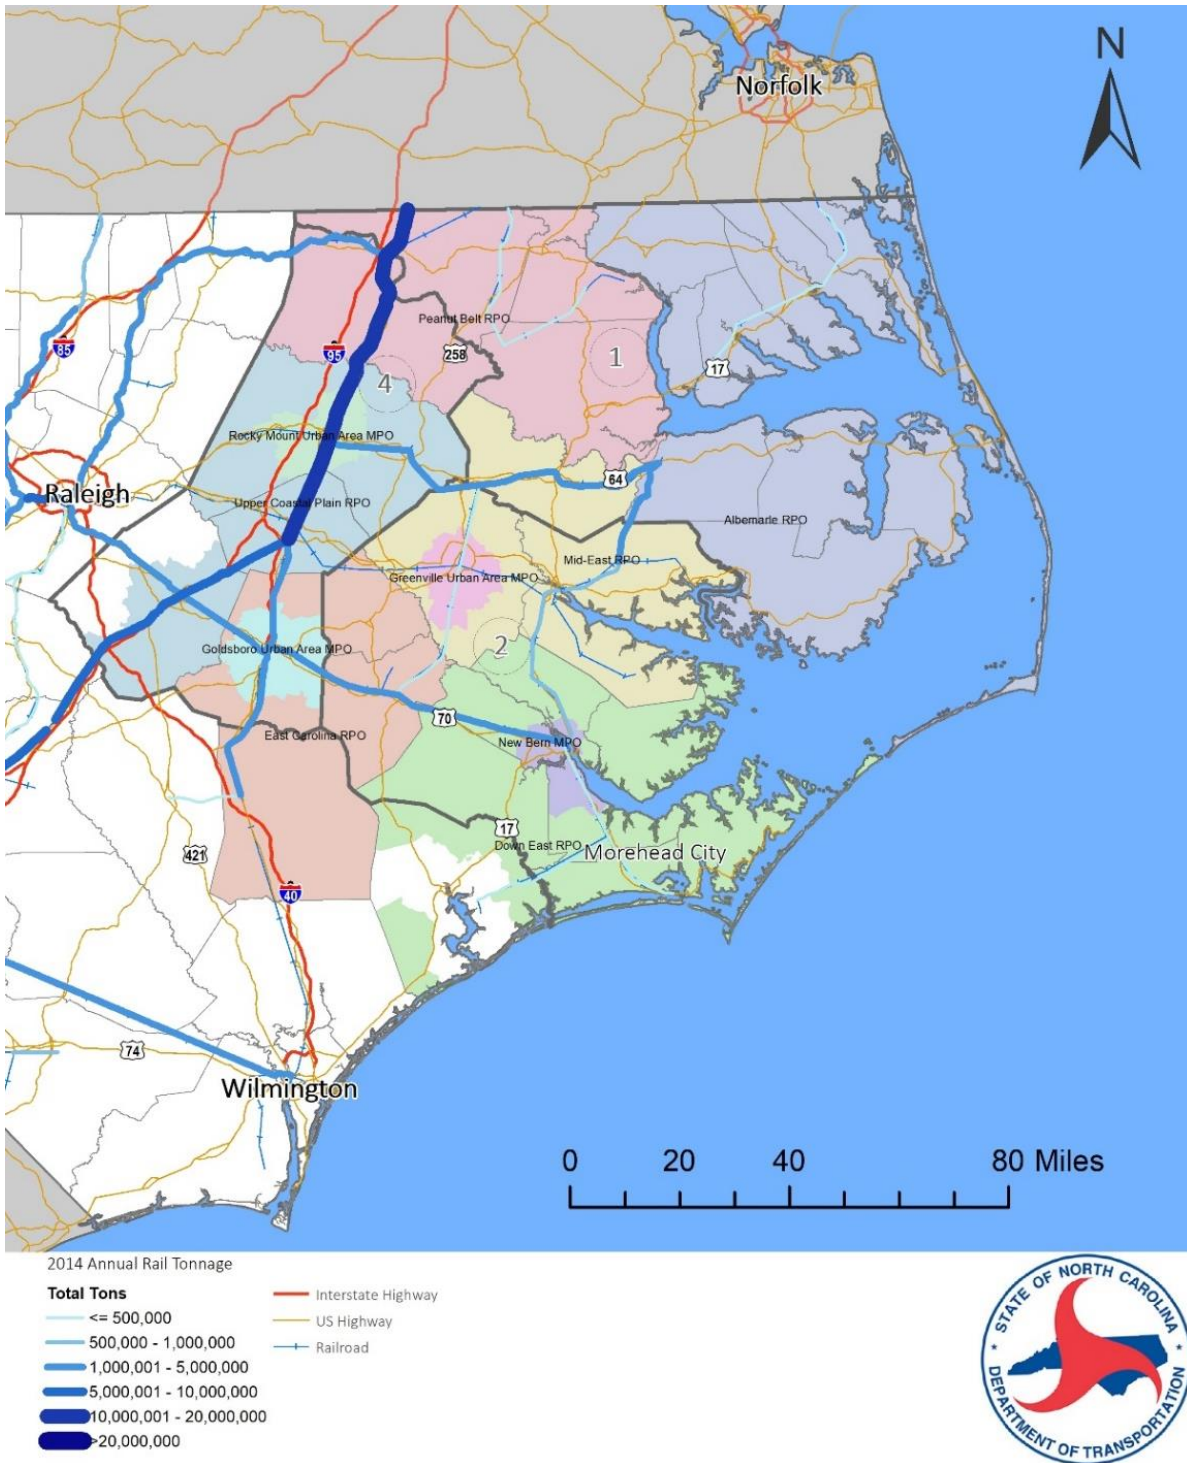 N
Norfolk
Peanut Belt RPO
1
85
95
258
17
4
Rocky Mount Urban Area MPO
64
Raleigh
Upper Coastal Plain RPO
Albemarle RPO
Mid-East RPO
Greenville Urban Area MPO
2
Goldsboro Urban Area MPO
70
East Carolina RPO
New Bern MPO
17
Down East RPO
Morehead City
421
40
74
Wilmington
0 20 40 80 Miles
2014 Annual Rail Tonnage
Total Tons
<= 500,000
500,000 - 1,000,000
1,000,001 - 5,000,000
5,000,001 - 10,000,000
10,000,001 - 20,000,000
>20,000,000
Interstate Highway
US Highway
Railroad
STATE OF NORTH CAROLINA
DEPARTMENT OF TRANSPORTATION